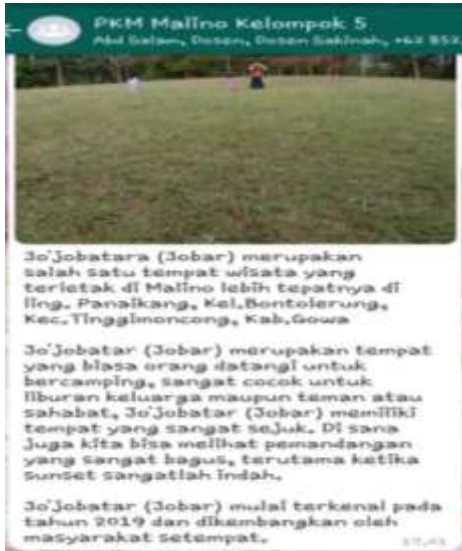 PKM Malino Kelompok 5
Abd Salam, Dosen, Dosen Sakinah, +62 852
Jo'jobatara (Jobar) merupakan
salah satu tempat wisata yang
terletak di Malino lebih tepatnya di
ling. Panaikang, Kel.Bontolerung,
Kec.Tinggimoncong, Kab.Gowa
Jo'jobatar (Jobar) merupakan tempat
yang biasa orang datangi untuk
bercamping, sangat cocok untuk
liburan keluarga maupun teman atau
sahabat, Jo'jobatar (Jobar) memiliki
tempat yang sangat sejuk. Di sana
juga kita bisa melihat pemandangan
yang sangat bagus, terutama ketika
sunset sangatlah indah.
Jo'jobatar (Jobar) mulai terkenal pada
tahun 2019 dan dikembangkan oleh
masyarakat setempat.